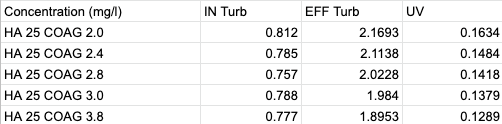 Concentration (mg/l) IN Turb EFF Turb UV
HA 25 COAG 2.0 0.812 2.1693 0.1634
HA 25 COAG 2.4 0.785 2.1138 0.1484
HA 25 COAG 2.8 0.757 2.0228 0.1418
HA 25 COAG 3.0 0.788 1.984 0.1379
HA 25 COAG 3.8 0.777 1.8953 0.1289